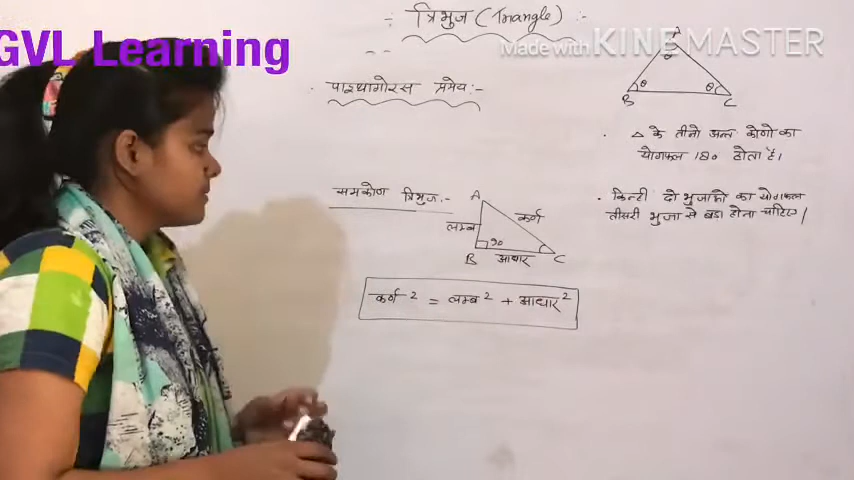 ÷ त्रिभुज (Triangle) :-
GVL Learning
Made with KINEMASTER
A
θ
B θ θ C
पाइथागोरस प्रमेय:-
△ के तीनो अन्त कोणो का
योगफल 180 होता है।
समकोण त्रिभुज:-
A
लम्ब कर्ण
90
B आधार C
किन्ही दो भुजाओ का योगफल
तीसरी भुजा से बड़ा होना चाहिए।
कर्ण² = लम्ब² + आधार²